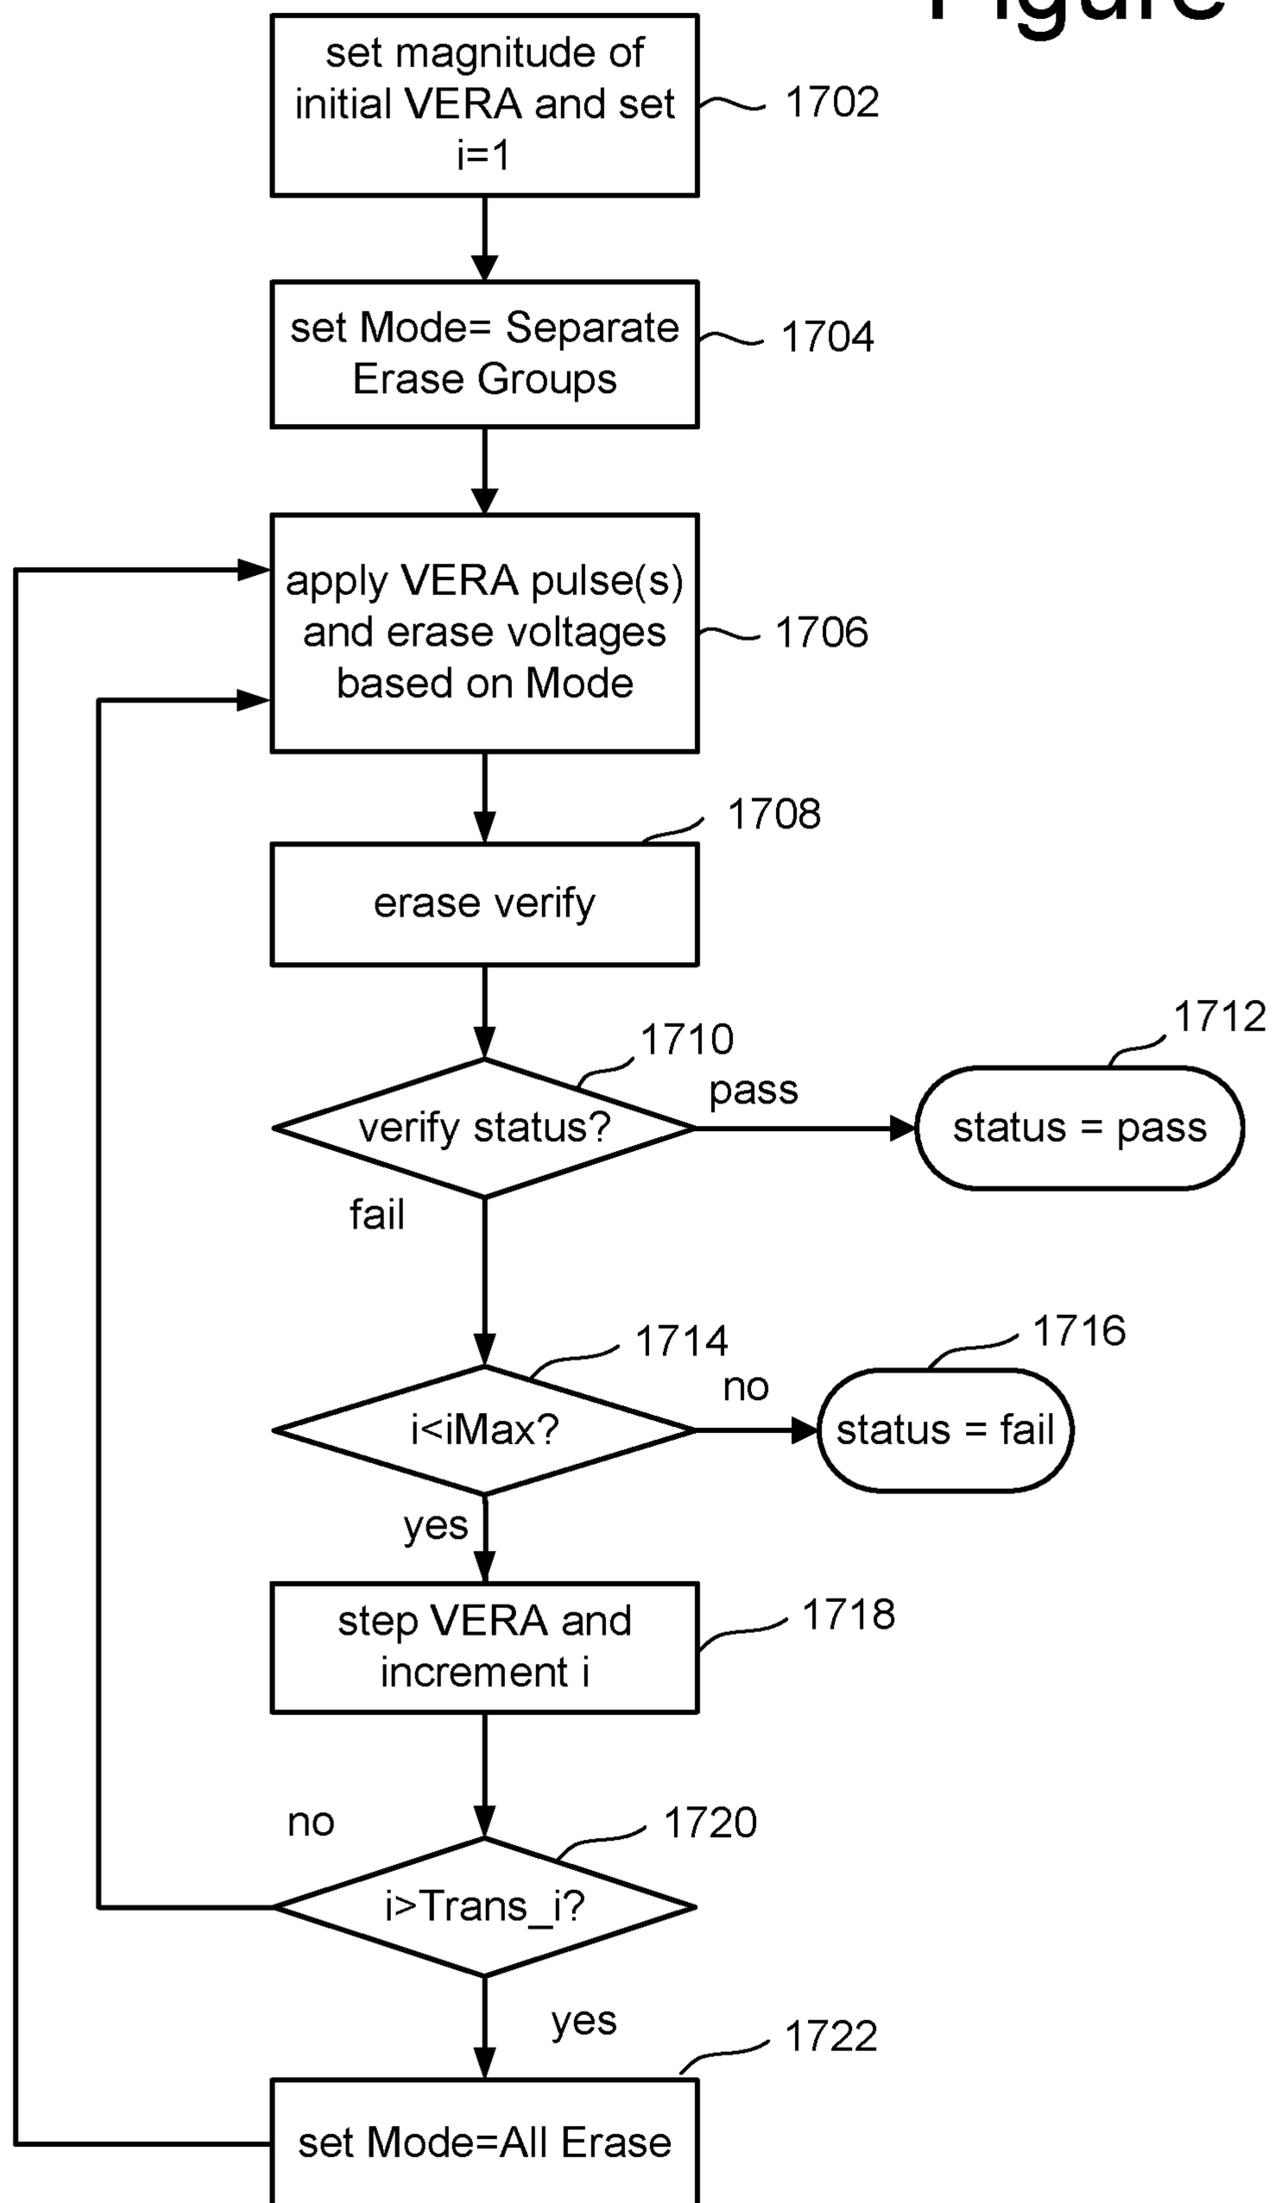 Figure
set magnitude of
initial VERA and set
i=1
1702
set Mode= Separate
Erase Groups
1704
apply VERA pulse(s)
and erase voltages
based on Mode
1706
1708
erase verify
1710
verify status?
pass
1712
status = pass
fail
1714
i<iMax?
no
1716
status = fail
yes
step VERA and
increment i
1718
no
1720
i>Trans_i?
yes
1722
set Mode=All Erase